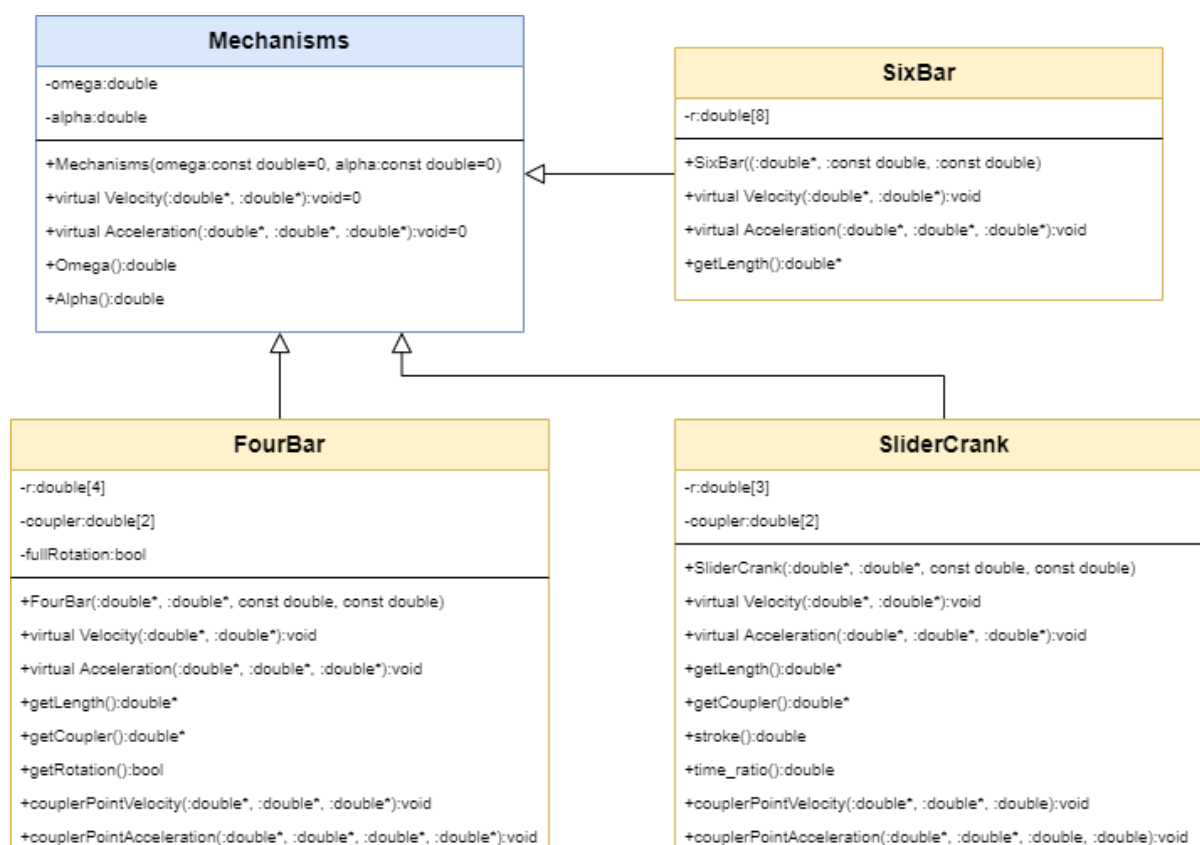 Mechanisms
-omega:double
-alpha:double
+Mechanisms(omega:const double=0, alpha:const double=0)
+virtual Velocity(:double*, :double*):void=0
+virtual Acceleration(:double*, :double*, :double*):void=0
+Omega():double
+Alpha():double
SixBar
-r:double[8]
+SixBar((:double*, :const double, :const double)
+virtual Velocity(:double*, :double*):void
+virtual Acceleration(:double*, :double*, :double*):void
+getLength():double*
FourBar
-r:double[4]
-coupler:double[2]
-fullRotation:bool
+FourBar(:double*, :double*, const double, const double)
+virtual Velocity(:double*, :double*):void
+virtual Acceleration(:double*, :double*, :double*):void
+getLength():double*
+getCoupler():double*
+getRotation():bool
+couplerPointVelocity(:double*, :double*, :double*):void
+couplerPointAcceleration(:double*, :double*, :double*, :double*):void
SliderCrank
-r:double[3]
-coupler:double[2]
+SliderCrank(:double*, :double*, const double, const double)
+virtual Velocity(:double*, :double*):void
+virtual Acceleration(:double*, :double*, :double*):void
+getLength():double*
+getCoupler():double*
+stroke():double
+time_ratio():double
+couplerPointVelocity(:double*, :double*, :double):void
+couplerPointAcceleration(:double*, :double*, :double, :double):void